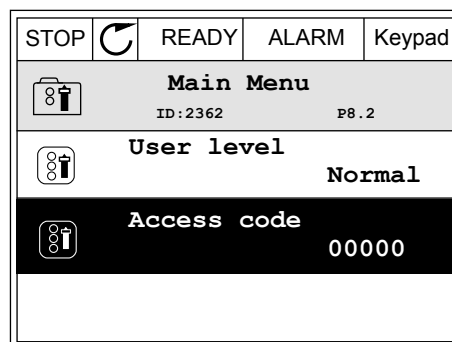 STOP READY ALARM Keypad
Main Menu
ID:2362 P8.2
User level
Normal
Access code
00000